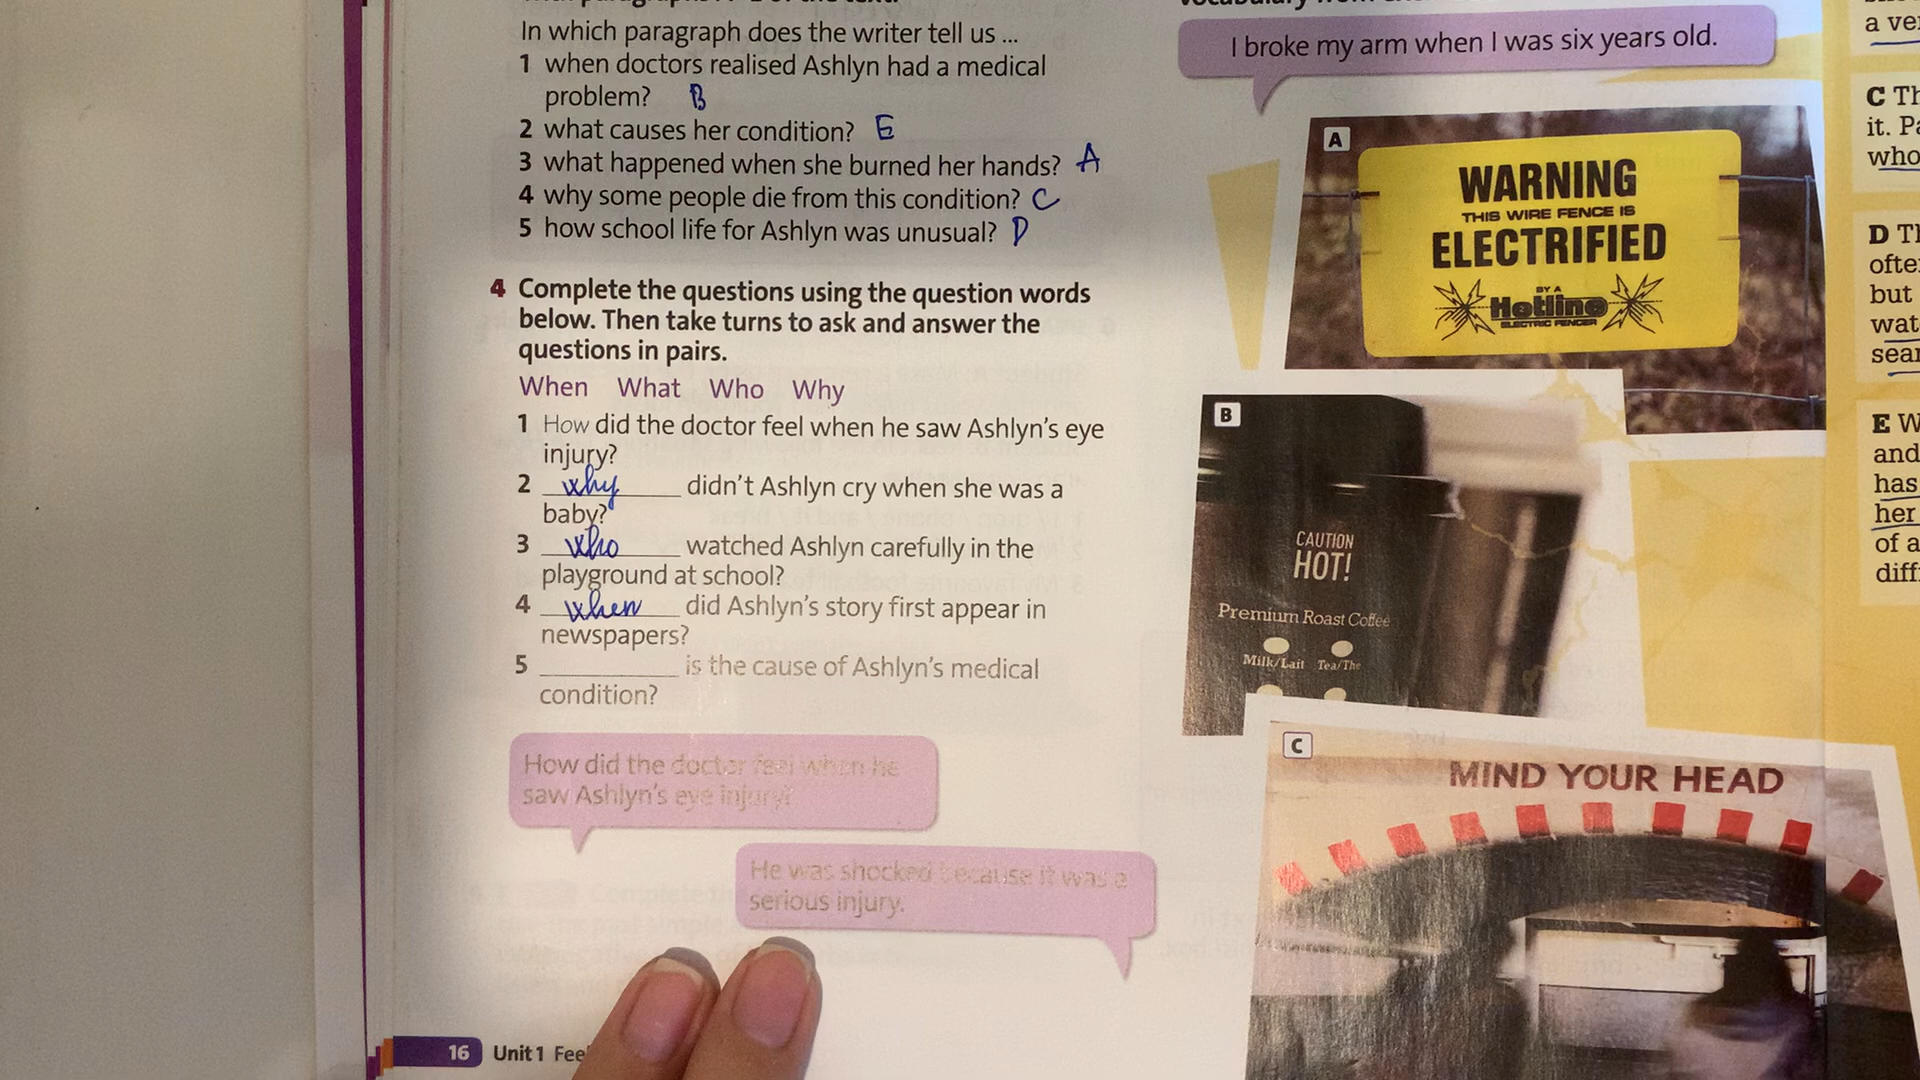 In which paragraph does the writer tell us ...
1 when doctors realised Ashlyn had a medical
problem? B
2 what causes her condition? E
3 what happened when she burned her hands? A
4 why some people die from this condition? C
5 how school life for Ashlyn was unusual? D
4 Complete the questions using the question words
below. Then take turns to ask and answer the
questions in pairs.
When What Who Why
1 How did the doctor feel when he saw Ashlyn's eye
injury?
2 why didn't Ashlyn cry when she was a
baby?
3 who watched Ashlyn carefully in the
playground at school?
4 when did Ashlyn's story first appear in
newspapers?
5 is the cause of Ashlyn's medical
condition?
How did the doctor feel when he
saw Ashlyn's eye injury?
He was shocked because it was a
serious injury.
16 Unit 1
I broke my arm when I was six years old.
A
WARNING
THIS WIRE FENCE IS
ELECTRIFIED
BY A
Hotline
ELECTRIC FENCER
B
CAUTION
HOT!
Premium Roast Coffee
Milk/Lait Tea/The
C
MIND YOUR HEAD
a
C
it.
who
D
but
E
and
has
her
of a